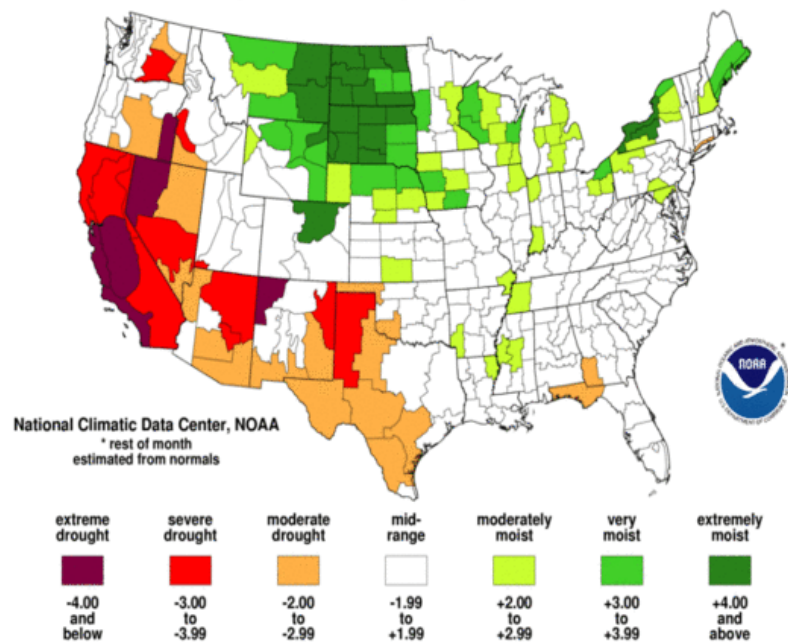 NOAA
National Climatic Data Center, NOAA
* rest of month
estimated from normals
extreme
drought
severe
drought
moderate
drought
mid-
range
moderately
moist
very
moist
extremely
moist
-4.00
and
below
-3.00
to
-3.99
-2.00
to
-2.99
-1.99
to
+1.99
+2.00
to
+2.99
+3.00
to
+3.99
+4.00
and
above